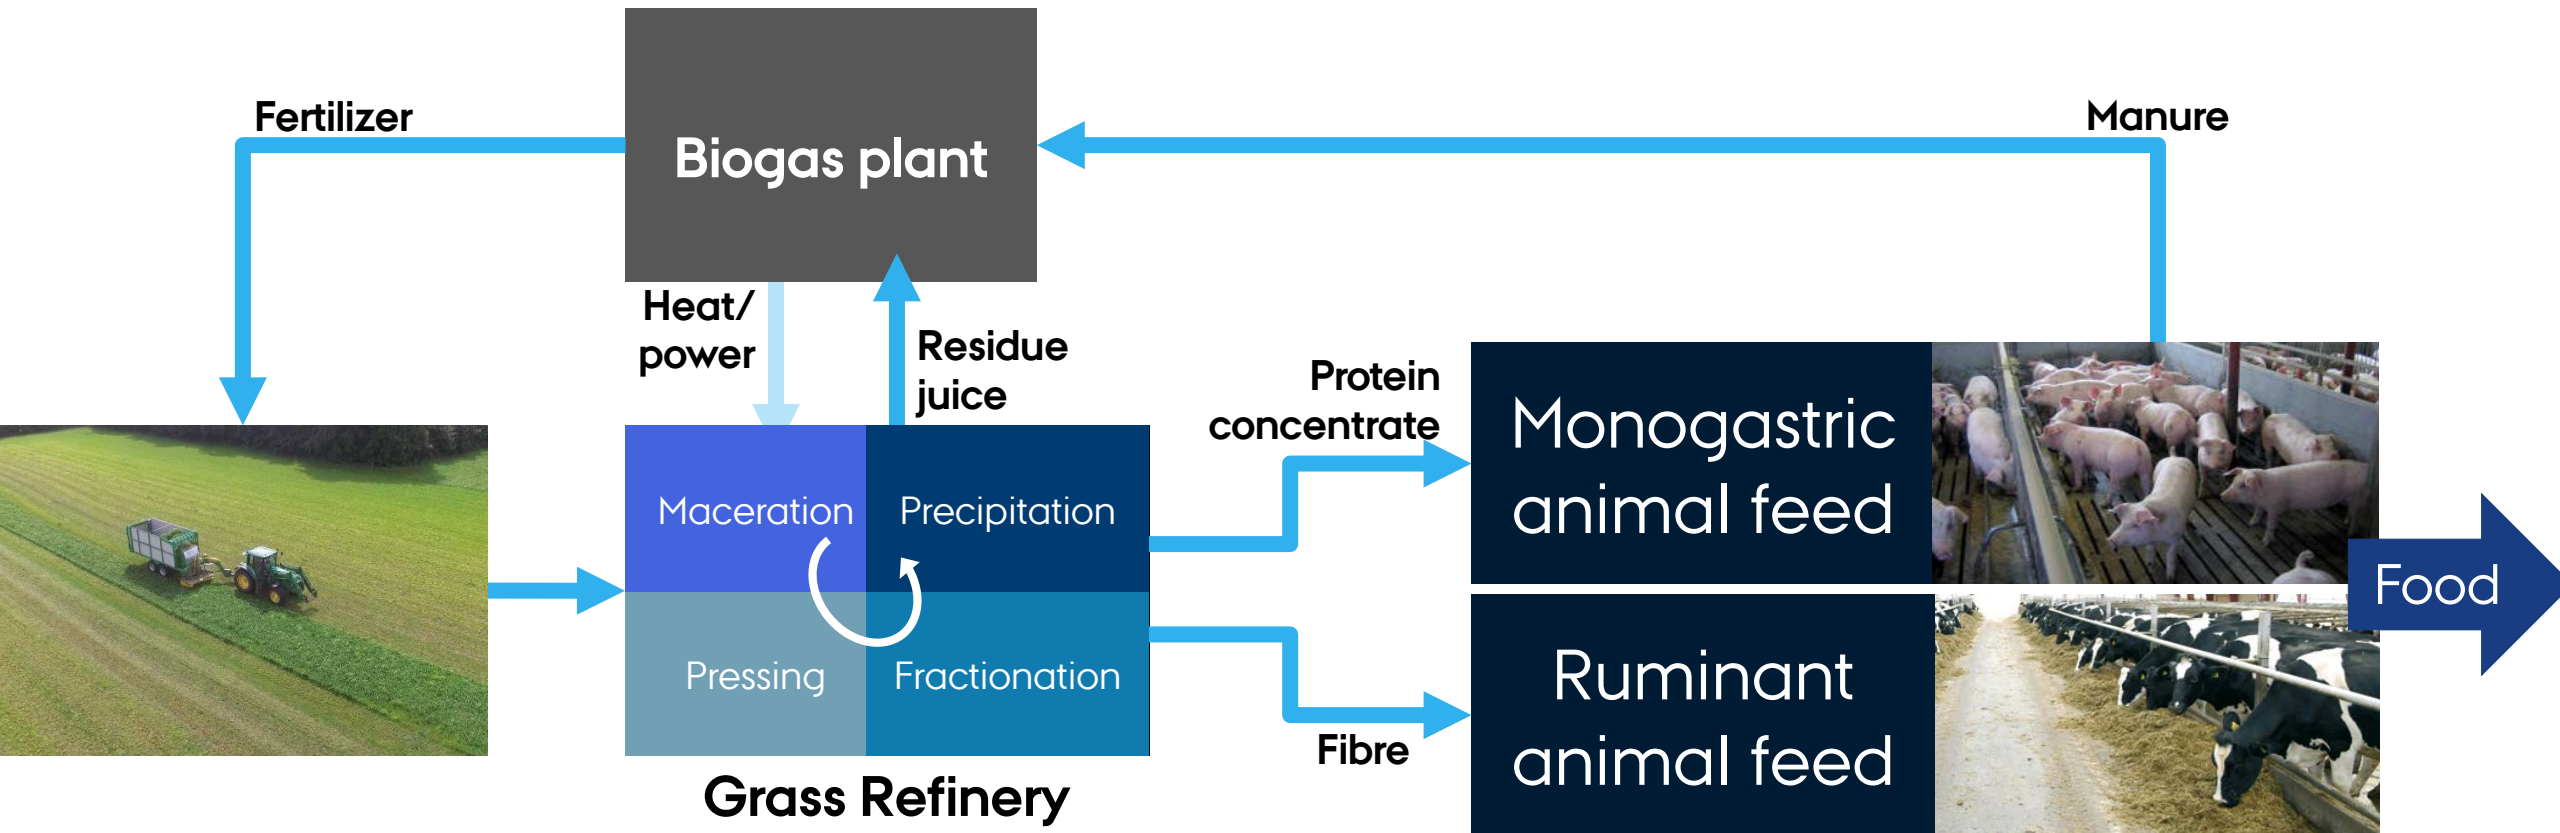 Fertilizer
Biogas plant
Manure
Heat/
power
Residue
juice
Protein
concentrate
Maceration
Precipitation
Pressing
Fractionation
Grass Refinery
Fibre
Monogastric
animal feed
Ruminant
animal feed
Food